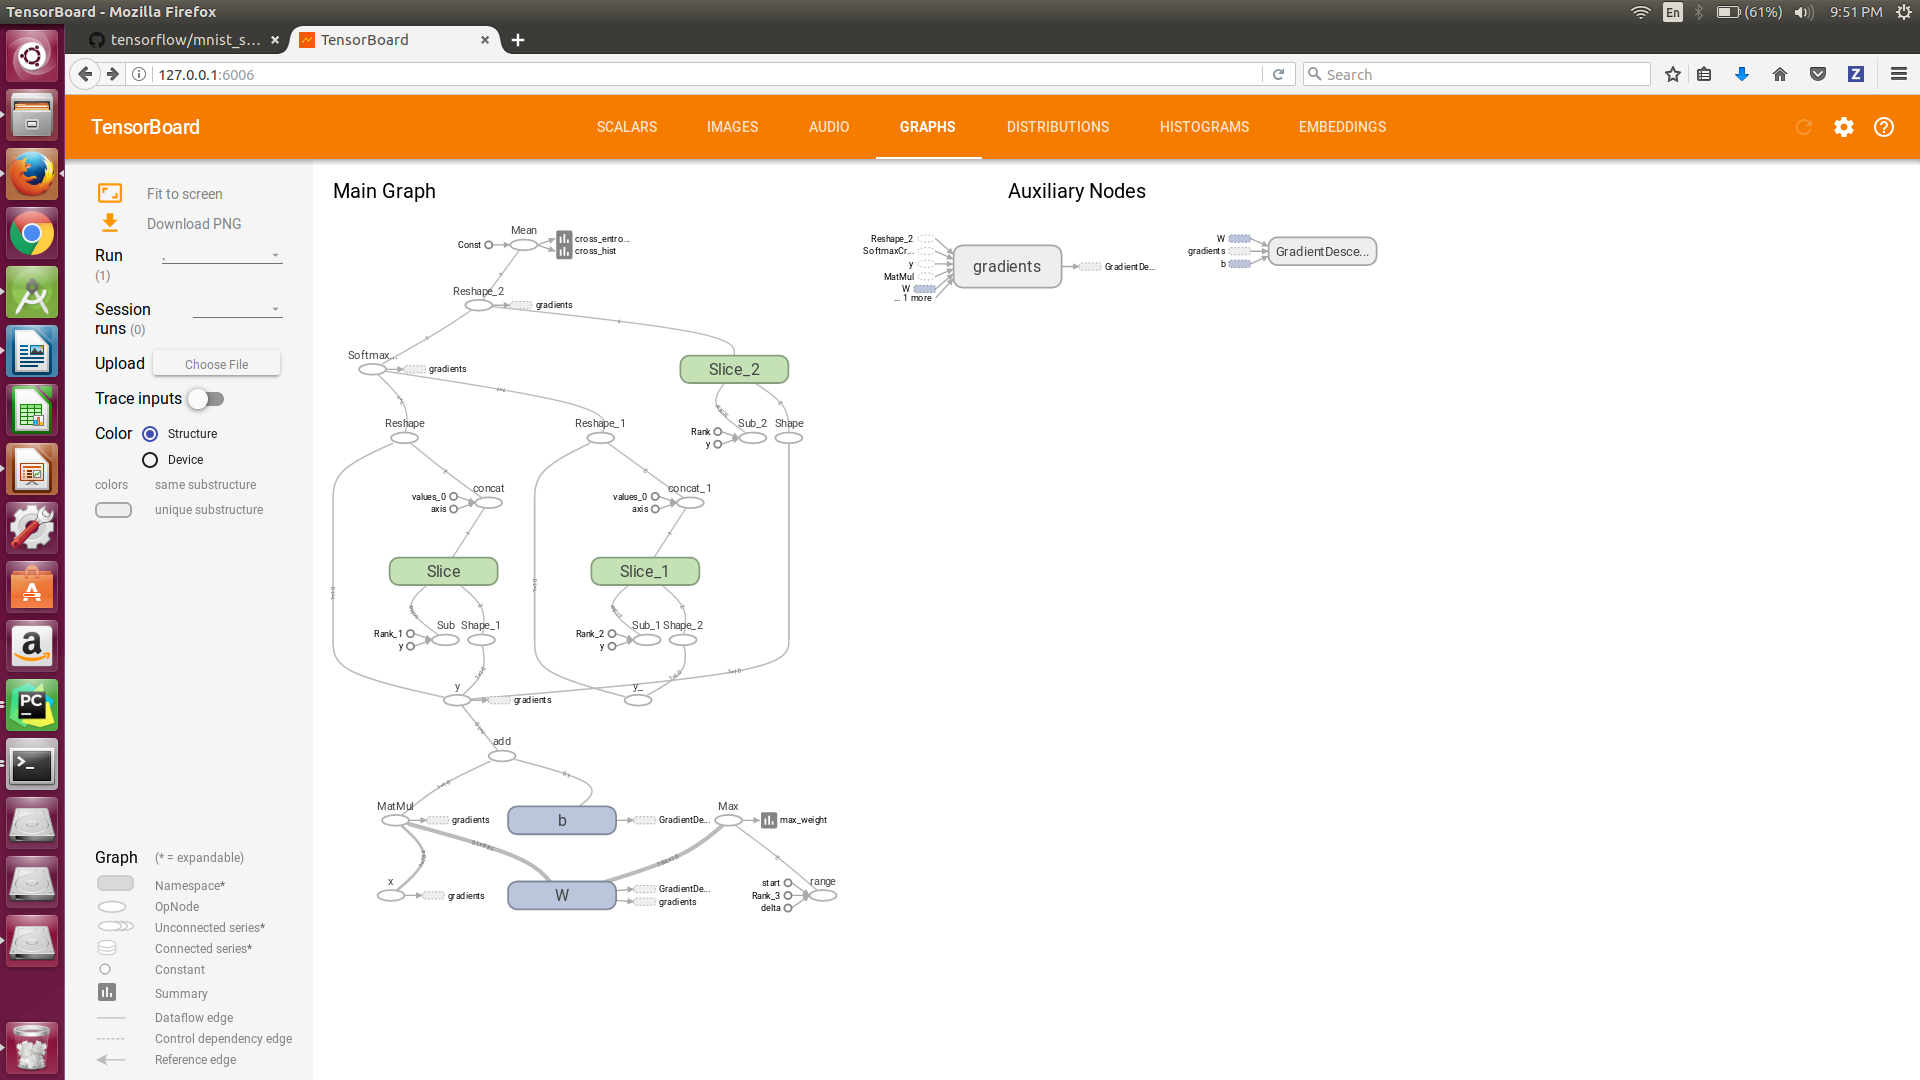 TensorBoard - Mozilla Firefox
En
(61%)
9:51 PM
tensorflow/mnist_s...
TensorBoard
127.0.0.1:6006
Search
Z
TensorBoard
SCALARS
IMAGES
AUDIO
GRAPHS
DISTRIBUTIONS
HISTOGRAMS
EMBEDDINGS
Fit to screen
Download PNG
Run
(1)
.
Session
runs (0)
Upload
Choose File
Trace inputs
Color
Structure
Device
colors
same substructure
unique substructure
Graph
(* = expandable)
Namespace*
OpNode
Unconnected series*
Connected series*
Constant
Summary
Dataflow edge
Control dependency edge
Reference edge
Main Graph
Mean
Const
cross_entro...
cross_hist
Reshape_2
gradients
Softmax...
gradients
Slice_2
Reshape
Reshape_1
Rank
y
Sub_2
Shape
values_0
axis
concat
values_0
axis
concat_1
Slice
Slice_1
Rank_1
y
Sub
Shape_1
Rank_2
y
Sub_1
Shape_2
y
gradients
y_
add
MatMul
gradients
b
GradientDe...
Max
max_weight
x
gradients
W
GradientDe...
gradients
start
Rank_3
delta
range
Auxiliary Nodes
Reshape_2
SoftmaxCr...
y
MatMul
W
... 1 more
gradients
GradientDe...
W
gradients
b
GradientDesce...
PC
>_